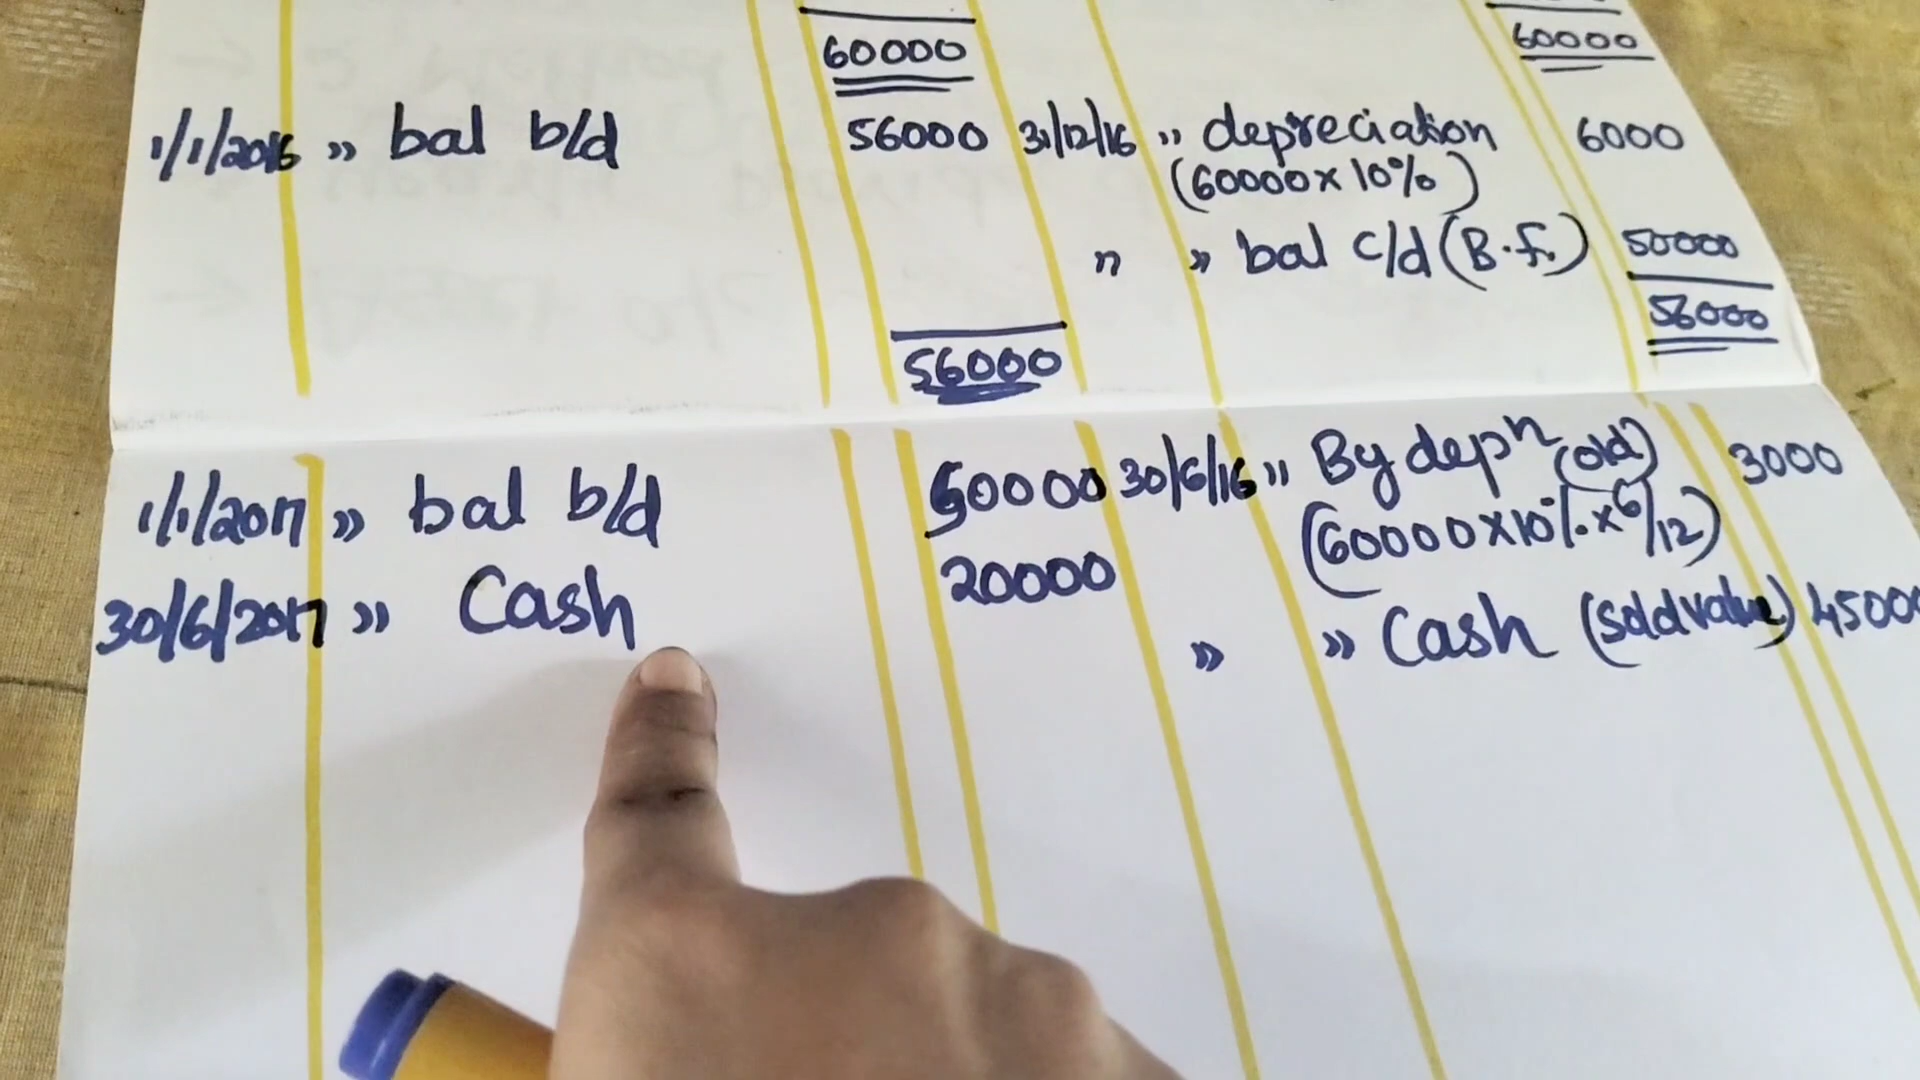 60000 60000
1/1/2016 " bal b/d 56000 31/12/16 " depreciation 6000
(60000 x 10%)
" " bal c/d (B.f.) 50000
56000
56000
1/1/2017 " bal b/d 50000 30/6/16 " By depn (old) 3000
(60000 x 10% x 6/12)
30/6/2017 " Cash 20000
" " Cash (sold value) 45000